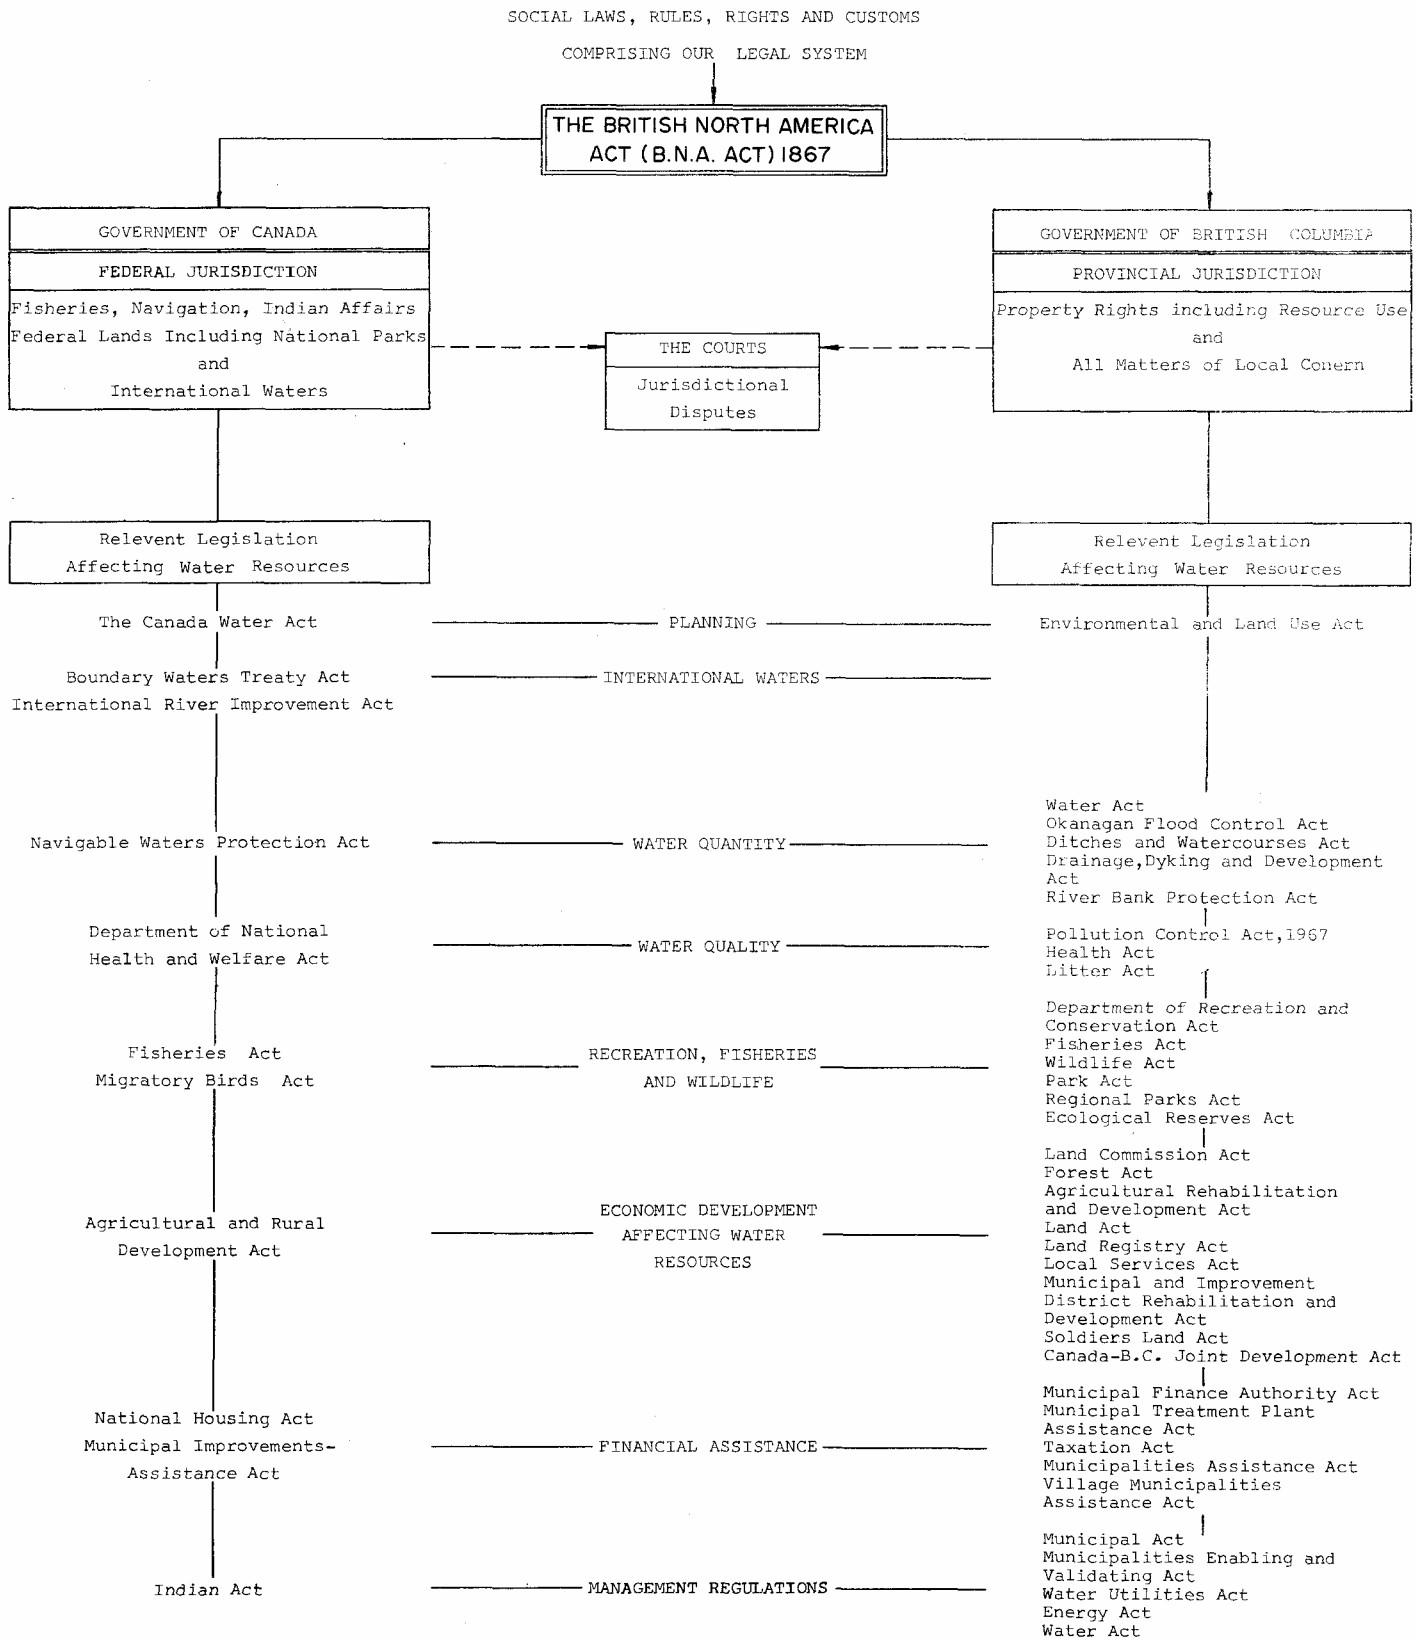 SOCIAL LAWS, RULES, RIGHTS AND CUSTOMS
COMPRISING OUR LEGAL SYSTEM
THE BRITISH NORTH AMERICA
ACT (B.N.A. ACT) 1867
GOVERNMENT OF CANADA
FEDERAL JURISDICTION
Fisheries, Navigation, Indian Affairs
Federal Lands Including National Parks
and
International Waters
THE COURTS
Jurisdictional
Disputes
GOVERNMENT OF BRITISH COLUMBIA
PROVINCIAL JURISDICTION
Property Rights including Resource Use
and
All Matters of Local Conern
Relevent Legislation
Affecting Water Resources
Relevent Legislation
Affecting Water Resources
The Canada Water Act
PLANNING
Environmental and Land Use Act
Boundary Waters Treaty Act
International River Improvement Act
INTERNATIONAL WATERS
Navigable Waters Protection Act
WATER QUANTITY
Water Act
Okanagan Flood Control Act
Ditches and Watercourses Act
Drainage,Dyking and Development
Act
River Bank Protection Act
Department of National
Health and Welfare Act
WATER QUALITY
Pollution Control Act,1967
Health Act
Litter Act
Fisheries Act
Migratory Birds Act
RECREATION, FISHERIES
AND WILDLIFE
Department of Recreation and
Conservation Act
Fisheries Act
Wildlife Act
Park Act
Regional Parks Act
Ecological Reserves Act
Agricultural and Rural
Development Act
ECONOMIC DEVELOPMENT
AFFECTING WATER
RESOURCES
Land Commission Act
Forest Act
Agricultural Rehabilitation
and Development Act
Land Act
Land Registry Act
Local Services Act
Municipal and Improvement
District Rehabilitation and
Development Act
Soldiers Land Act
Canada-B.C. Joint Development Act
National Housing Act
Municipal Improvements-
Assistance Act
FINANCIAL ASSISTANCE
Municipal Finance Authority Act
Municipal Treatment Plant
Assistance Act
Taxation Act
Municipalities Assistance Act
Village Municipalities
Assistance Act
Indian Act
MANAGEMENT REGULATIONS
Municipal Act
Municipalities Enabling and
Validating Act
Water Utilities Act
Energy Act
Water Act